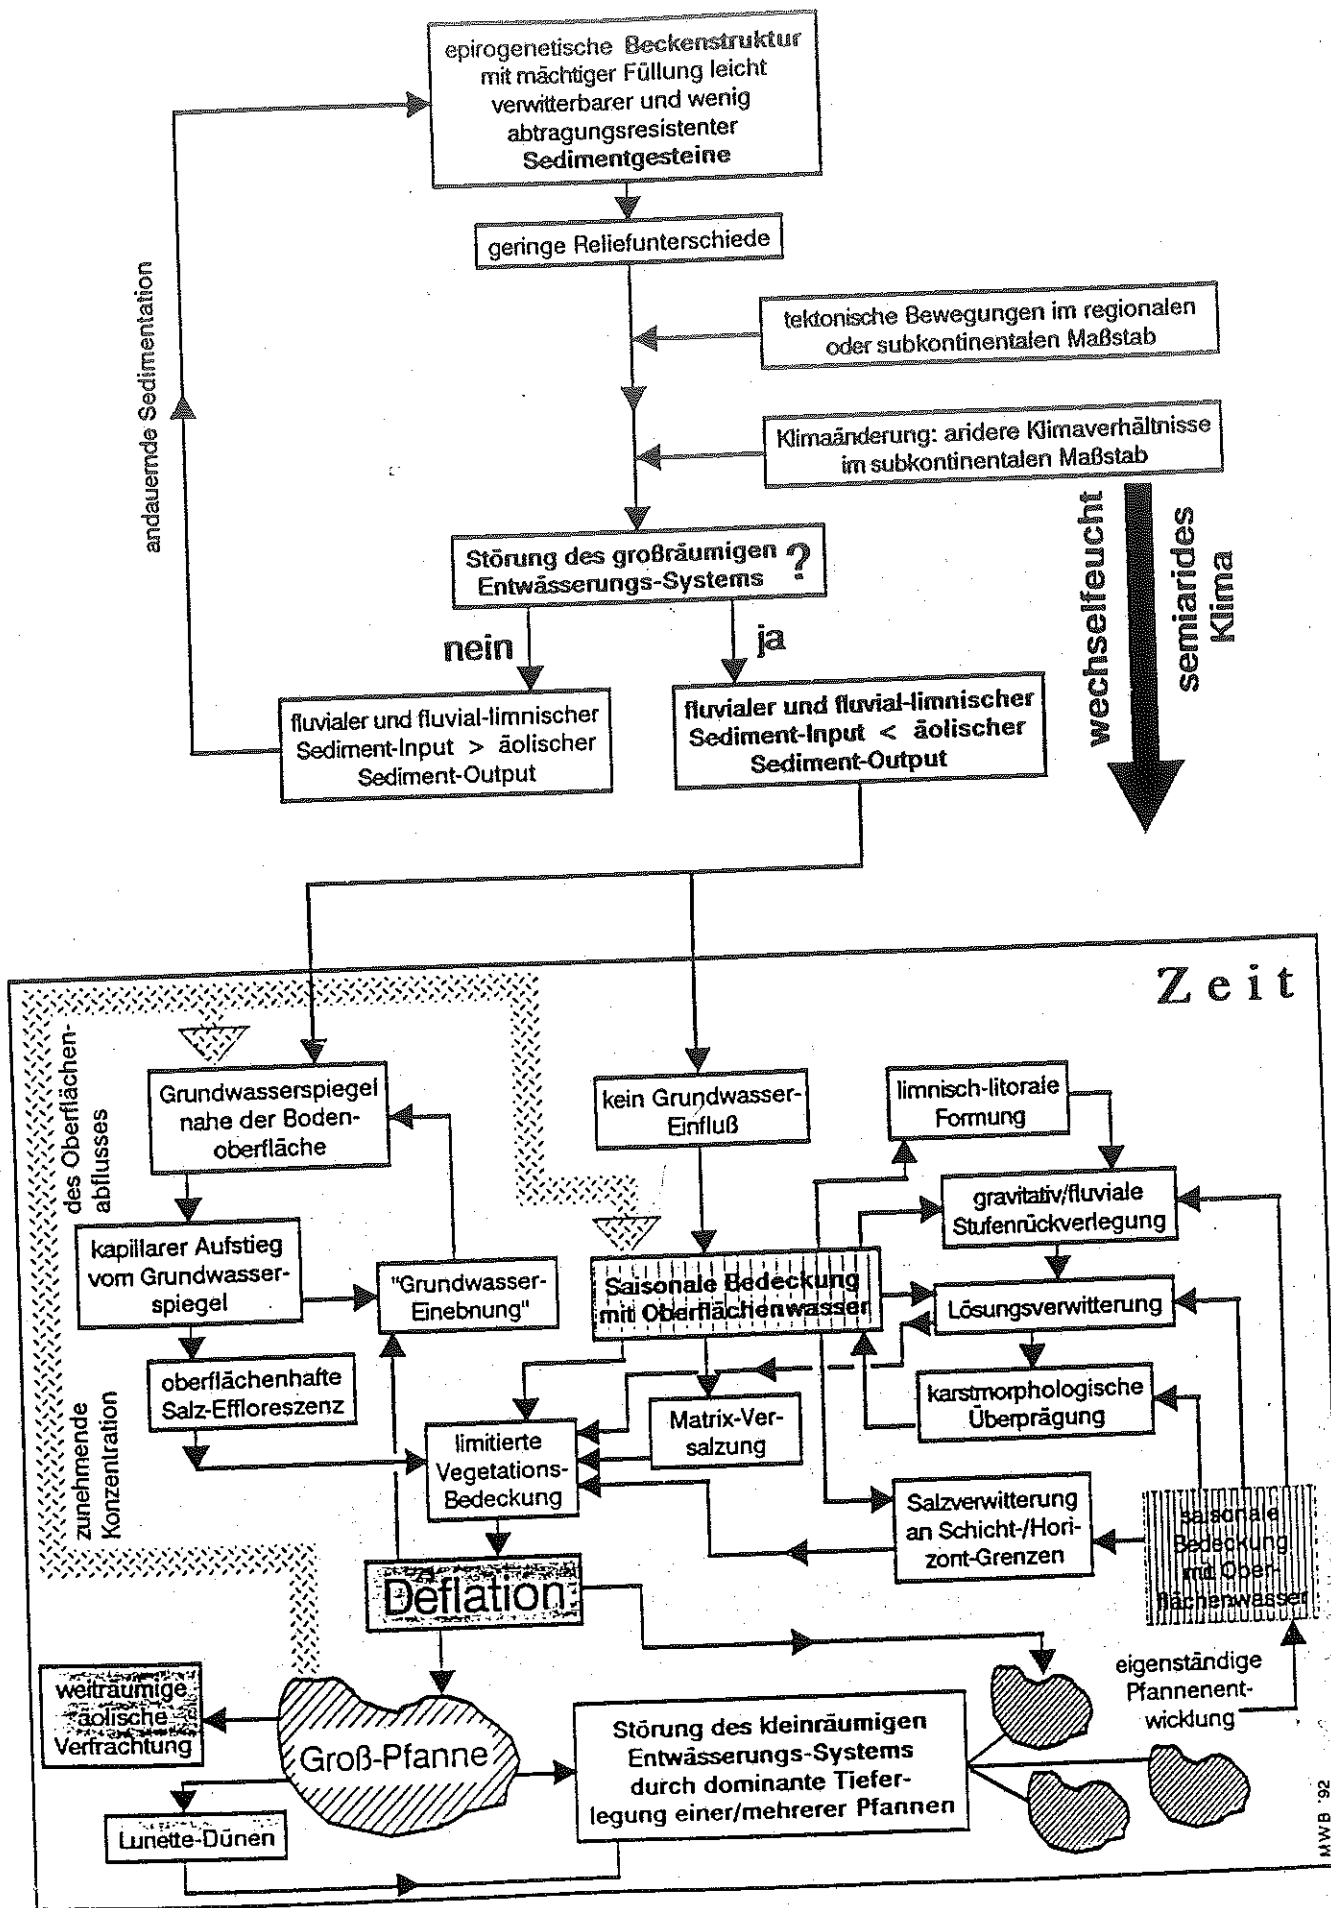 epirogenetische Beckenstruktur
mit mächtiger Füllung leicht
verwitterbarer und wenig
abtragungsresistenter
Sedimentgesteine
geringe Reliefunterschiede
tektonische Bewegungen im regionalen
oder subkontinentalen Maßstab
Klimaänderung: aridere Klimaverhältnisse
im subkontinentalen Maßstab
andauernde Sedimentation
Störung des großräumigen
Entwässerungs-Systems ?
nein
ja
wechselfeucht
semiarides
Klima
fluvialer und fluvial-limnischer
Sediment-Input > äolischer
Sediment-Output
fluvialer und fluvial-limnischer
Sediment-Input < äolischer
Sediment-Output
Zeit
zunehmende
Konzentration
des Oberflächen-
abflusses
Grundwasserspiegel
nahe der Boden-
oberfläche
kein Grundwasser-
Einfluß
limnisch-litorale
Formung
gravitativ/fluviale
Stufenrückverlegung
kapillarer Aufstieg
vom Grundwasser-
spiegel
"Grundwasser-
Einebnung"
Saisonale Bedeckung
mit Oberflächenwasser
Lösungsverwitterung
oberflächenhafte
Salz-Effloreszenz
karstmorphologische
Überprägung
limitierte
Vegetations-
Bedeckung
Matrix-Ver-
salzung
Salzverwitterung
an Schicht-/Hori-
zont-Grenzen
saisonale
Bedeckung
mit Ober-
flächenwasser
Deflation
eigenständige
Pfannenent-
wicklung
weiträumige
äolische
Verfrachtung
Groß-Pfanne
Störung des kleinräumigen
Entwässerungs-Systems
durch dominante Tiefer-
legung einer/mehrerer Pfannen
Lunette-Dünen
MWB '92